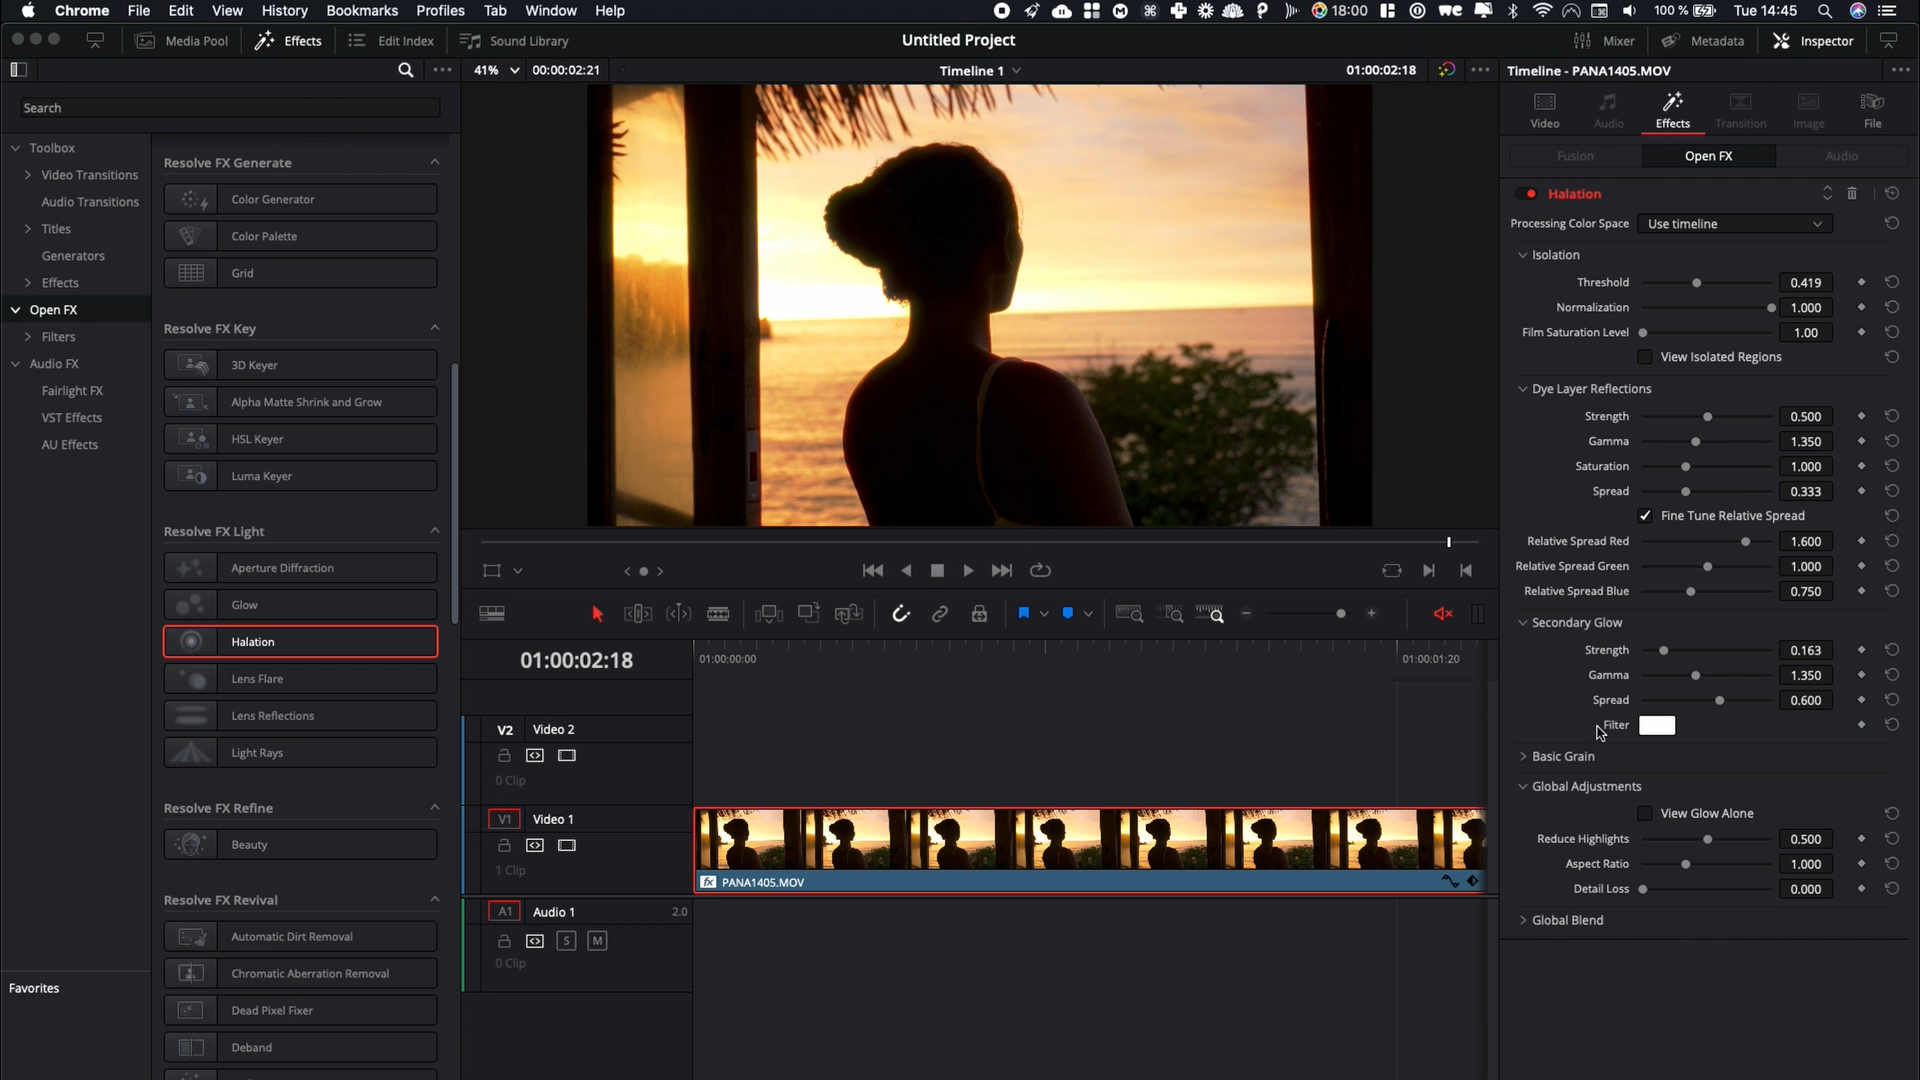 Chrome File Edit View History Bookmarks Profiles Tab Window Help 18:00 100 % Tue 14:45
Media Pool Effects Edit Index Sound Library Untitled Project Mixer Metadata Inspector
41% 00:00:02:21 Timeline 1 01:00:02:18 Timeline - PANA1405.MOV
Search
Toolbox
Video Transitions
Audio Transitions
Titles
Generators
Effects
Open FX
Filters
Audio FX
Fairlight FX
VST Effects
AU Effects
Favorites
Resolve FX Generate
Color Generator
Color Palette
Grid
Resolve FX Key
3D Keyer
Alpha Matte Shrink and Grow
HSL Keyer
Luma Keyer
Resolve FX Light
Aperture Diffraction
Glow
Halation
Lens Flare
Lens Reflections
Light Rays
Resolve FX Refine
Beauty
Resolve FX Revival
Automatic Dirt Removal
Chromatic Aberration Removal
Dead Pixel Fixer
Deband
01:00:02:18 01:00:00:00 01:00:01:20
V2 Video 2
0 Clip
V1 Video 1
1 Clip
fx PANA1405.MOV
A1 Audio 1 2.0
S M
0 Clip
Video Audio Effects Transition Image File
Fusion Open FX Audio
Halation
Processing Color Space Use timeline
Isolation
Threshold 0.419
Normalization 1.000
Film Saturation Level 1.00
View Isolated Regions
Dye Layer Reflections
Strength 0.500
Gamma 1.350
Saturation 1.000
Spread 0.333
Fine Tune Relative Spread
Relative Spread Red 1.600
Relative Spread Green 1.000
Relative Spread Blue 0.750
Secondary Glow
Strength 0.163
Gamma 1.350
Spread 0.600
Filter
Basic Grain
Global Adjustments
View Glow Alone
Reduce Highlights 0.500
Aspect Ratio 1.000
Detail Loss 0.000
Global Blend